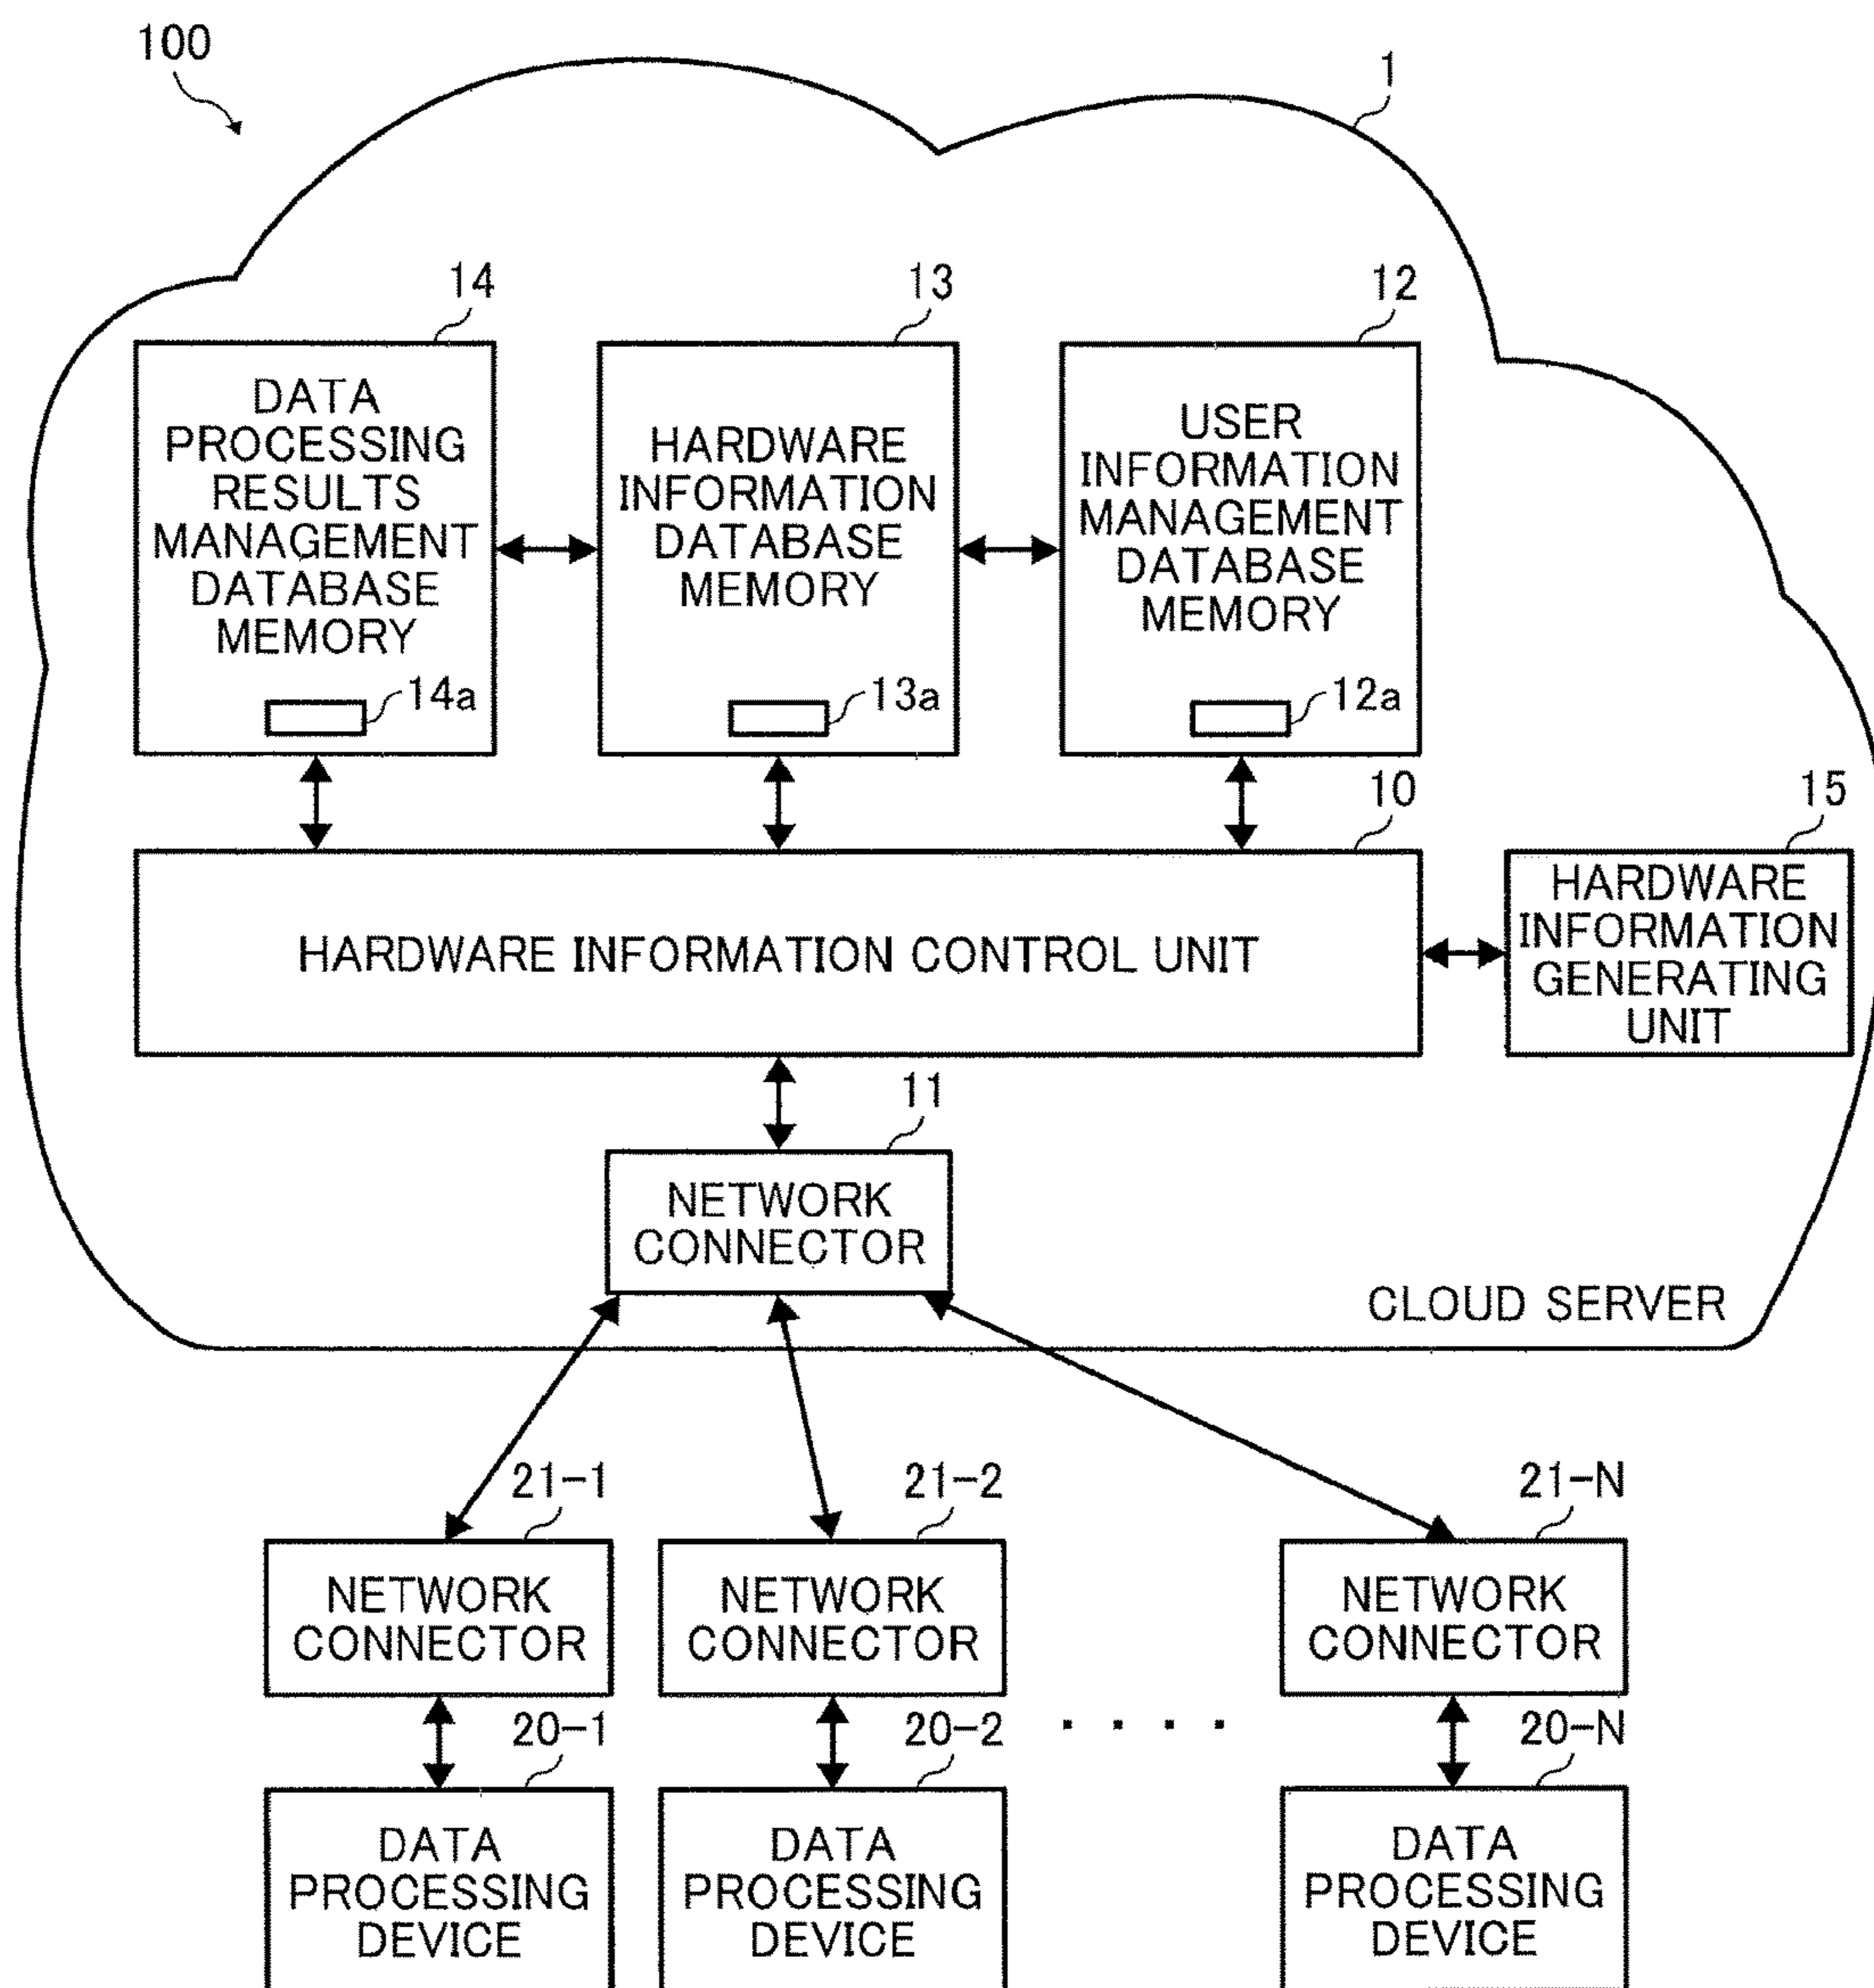 100
1
14
13
12
DATA
PROCESSING
RESULTS
MANAGEMENT
DATABASE
MEMORY
14a
HARDWARE
INFORMATION
DATABASE
MEMORY
13a
USER
INFORMATION
MANAGEMENT
DATABASE
MEMORY
12a
10
15
HARDWARE INFORMATION CONTROL UNIT
HARDWARE
INFORMATION
GENERATING
UNIT
11
NETWORK
CONNECTOR
CLOUD SERVER
21-1
21-2
21-N
NETWORK
CONNECTOR
NETWORK
CONNECTOR
NETWORK
CONNECTOR
20-1
20-2
. . . .
20-N
DATA
PROCESSING
DEVICE
DATA
PROCESSING
DEVICE
DATA
PROCESSING
DEVICE